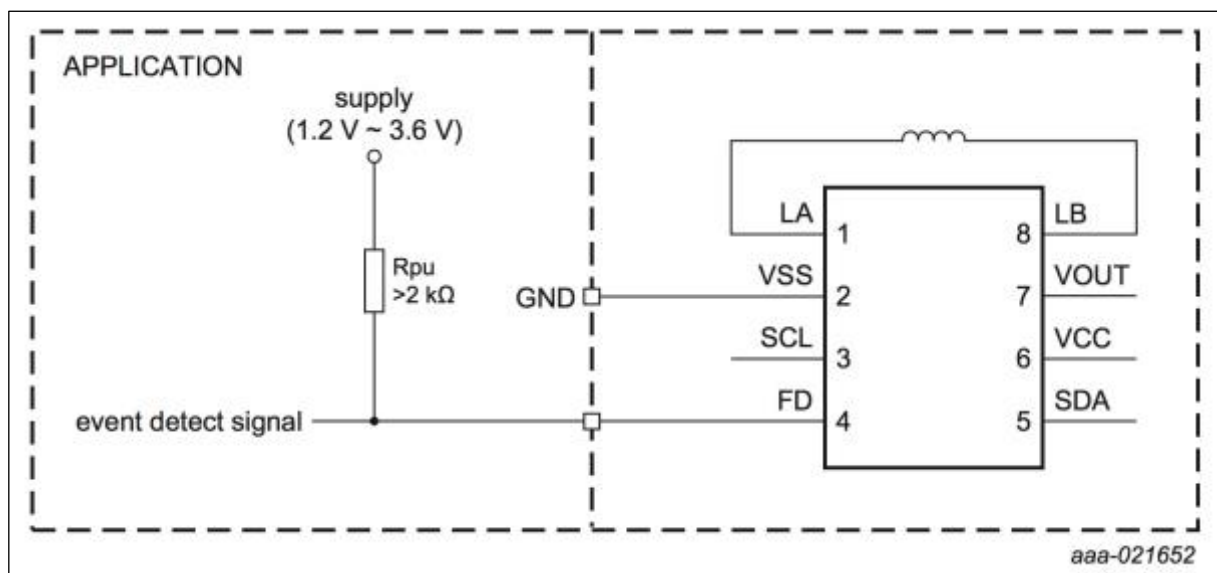 APPLICATION
supply
(1.2 V ~ 3.6 V)
Rpu
>2 kΩ
GND
event detect signal
LA
1
VSS
2
SCL
3
FD
4
LB
8
VOUT
7
VCC
6
SDA
5
aaa-021652